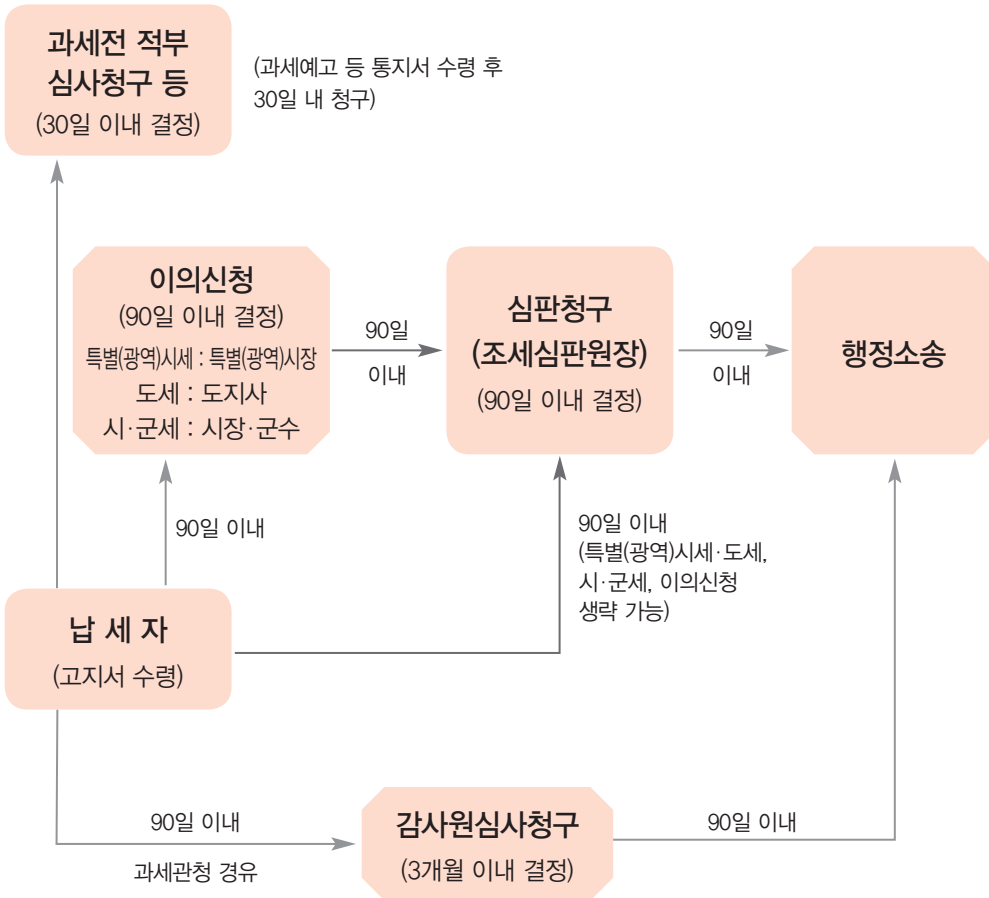 과세전 적부
심사청구 등
(30일 이내 결정)
(과세예고 등 통지서 수령 후
30일 내 청구)
이의신청
(90일 이내 결정)
특별(광역)시세 : 특별(광역)시장
도세 : 도지사
시·군세 : 시장·군수
90일
이내
심판청구
(조세심판원장)
(90일 이내 결정)
90일
이내
행정소송
90일 이내
90일 이내
(특별(광역)시세·도세,
시·군세, 이의신청
생략 가능)
납 세 자
(고지서 수령)
90일 이내
과세관청 경유
감사원심사청구
(3개월 이내 결정)
90일 이내